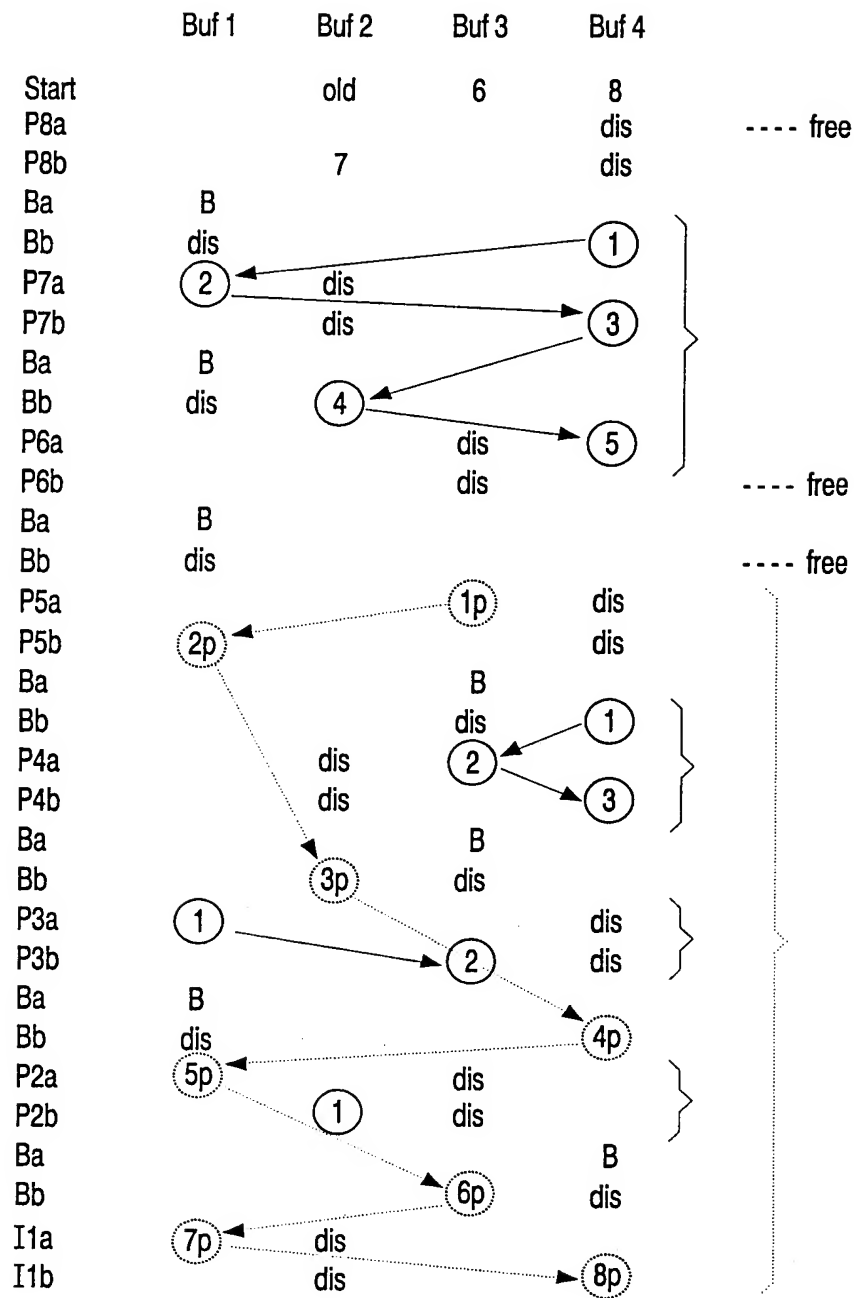 Buf 1 Buf 2 Buf 3 Buf 4
Start old 6 8
P8a dis ---- free
P8b 7 dis
Ba B
Bb dis 1
P7a 2 dis
P7b dis 3
Ba B
Bb dis 4
P6a dis 5
P6b dis ---- free
Ba B
Bb dis ---- free
P5a 1p dis
P5b 2p dis
Ba B
Bb dis 1
P4a dis 2
P4b dis 3
Ba B
Bb 3p dis
P3a 1 dis
P3b 2 dis
Ba B
Bb dis 4p
P2a 5p dis
P2b 1 dis
Ba B
Bb 6p dis
I1a 7p dis
I1b dis 8p